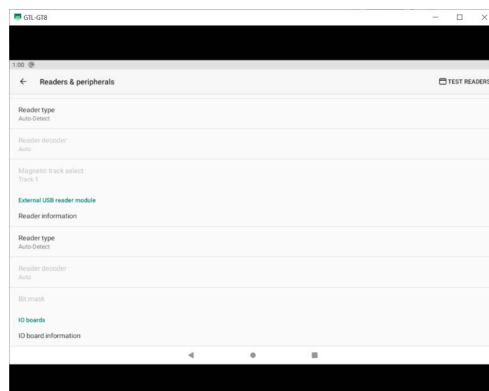 GTL-GT8
1:00
Readers & peripherals
TEST READERS
Reader type
Auto-Detect
Reader decoder
Auto
Magnetic track select
Track 1
External USB reader module
Reader information
Reader type
Auto-Detect
Reader decoder
Auto
Bit mask
IO boards
IO board information